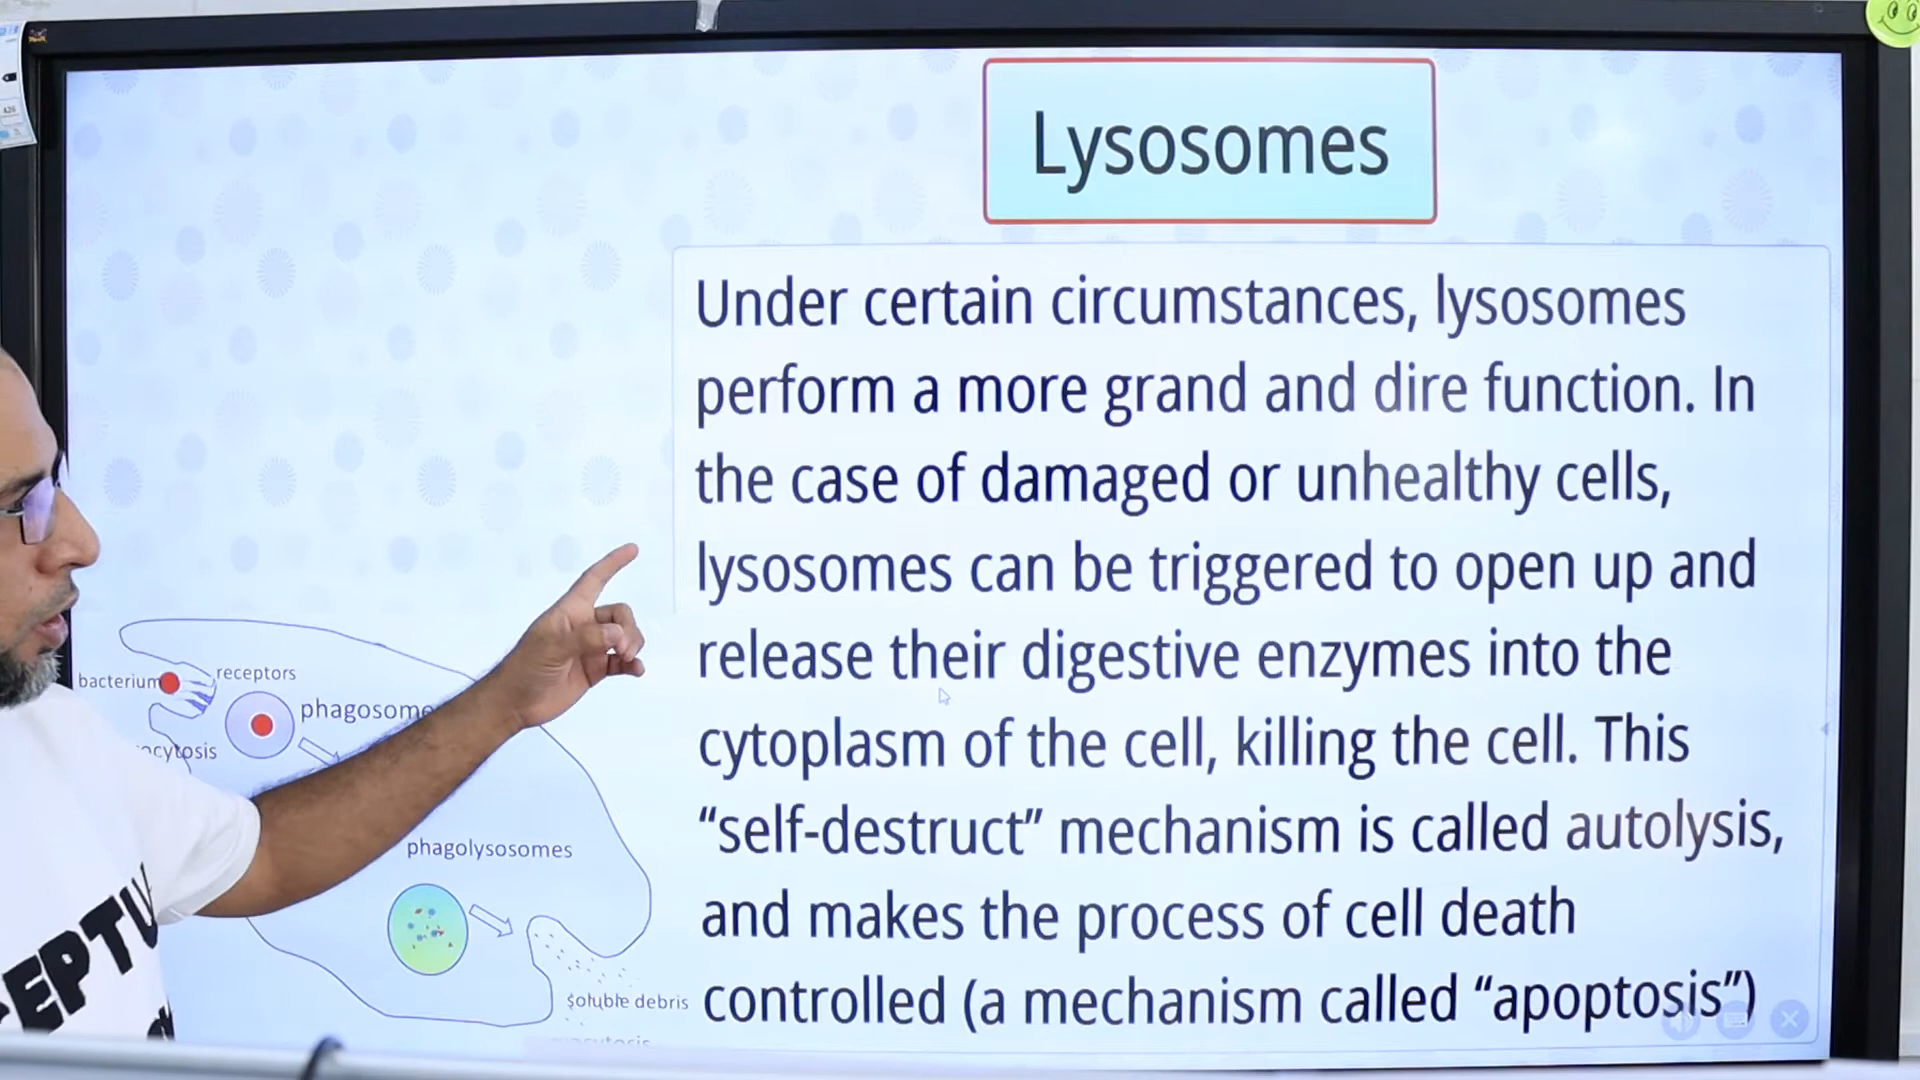 Lysosomes
Under certain circumstances, lysosomes
perform a more grand and dire function. In
the case of damaged or unhealthy cells,
lysosomes can be triggered to open up and
release their digestive enzymes into the
cytoplasm of the cell, killing the cell. This
“self-destruct” mechanism is called autolysis,
and makes the process of cell death
controlled (a mechanism called “apoptosis”)
bacterium
receptors
phagosome
phagolysosomes
soluble debris